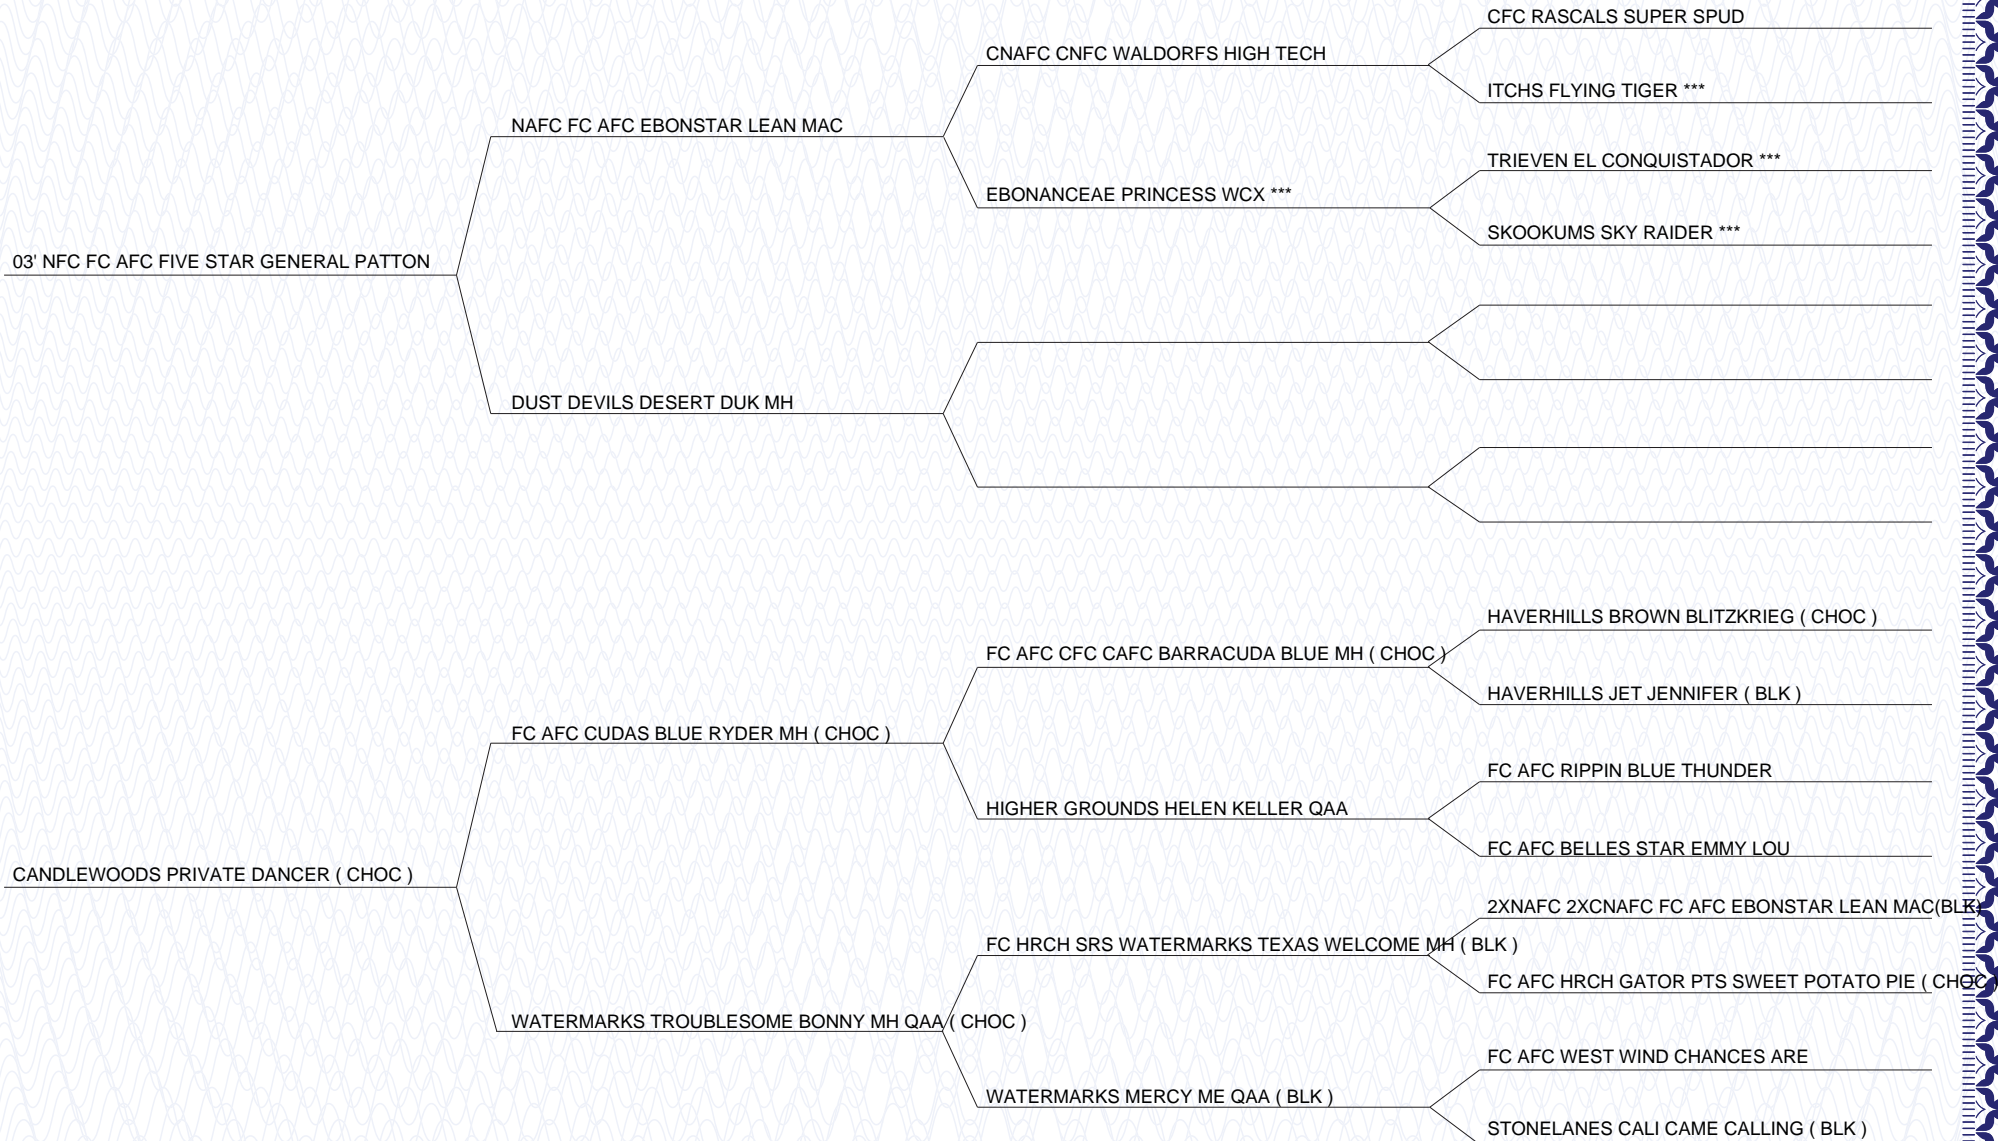 CFC RASCALS SUPER SPUD
CNAFC CNFC WALDORFS HIGH TECH
ITCHS FLYING TIGER ***
NAFC FC AFC EBONSTAR LEAN MAC
TRIEVEN EL CONQUISTADOR ***
EBONANCEAE PRINCESS WCX ***
SKOOKUMS SKY RAIDER ***
03' NFC FC AFC FIVE STAR GENERAL PATTON
DUST DEVILS DESERT DUK MH
HAVERHILLS BROWN BLITZKRIEG ( CHOC )
FC AFC CFC CAFC BARRACUDA BLUE MH ( CHOC )
HAVERHILLS JET JENNIFER ( BLK )
FC AFC CUDAS BLUE RYDER MH ( CHOC )
FC AFC RIPPIN BLUE THUNDER
HIGHER GROUNDS HELEN KELLER QAA
FC AFC BELLES STAR EMMY LOU
CANDLEWOODS PRIVATE DANCER ( CHOC )
2XNAFC 2XCNAFC FC AFC EBONSTAR LEAN MAC(BLK)
FC HRCH SRS WATERMARKS TEXAS WELCOME MH ( BLK )
FC AFC HRCH GATOR PTS SWEET POTATO PIE ( CHOC )
WATERMARKS TROUBLESOME BONNY MH QAA ( CHOC )
FC AFC WEST WIND CHANCES ARE
WATERMARKS MERCY ME QAA ( BLK )
STONELANES CALI CAME CALLING ( BLK )